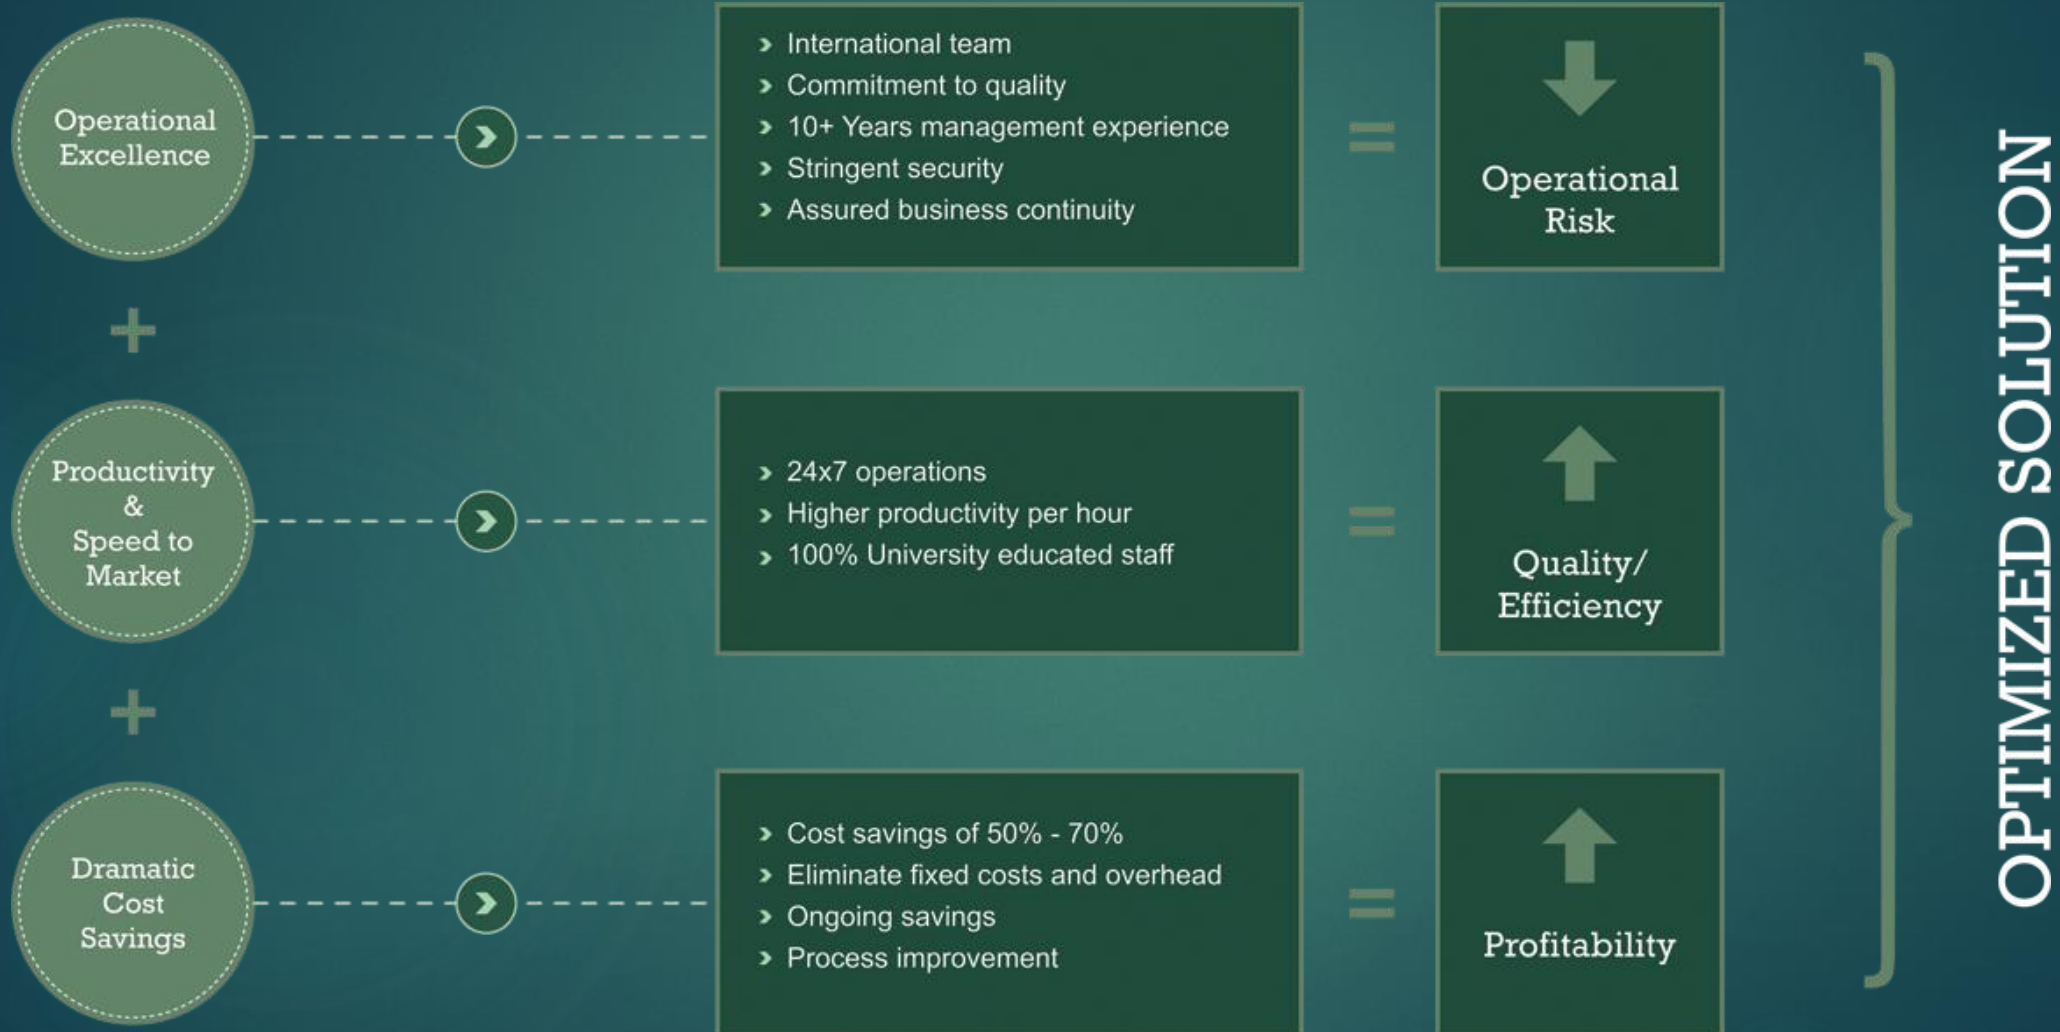 Operational
Excellence
International team
Commitment to quality
10+ Years management experience
Stringent security
Assured business continuity
=
Operational
Risk
+
Productivity
&
Speed to
Market
24x7 operations
Higher productivity per hour
100% University educated staff
=
Quality/
Efficiency
+
Dramatic
Cost
Savings
Cost savings of 50% - 70%
Eliminate fixed costs and overhead
Ongoing savings
Process improvement
=
Profitability
OPTIMIZED SOLUTION